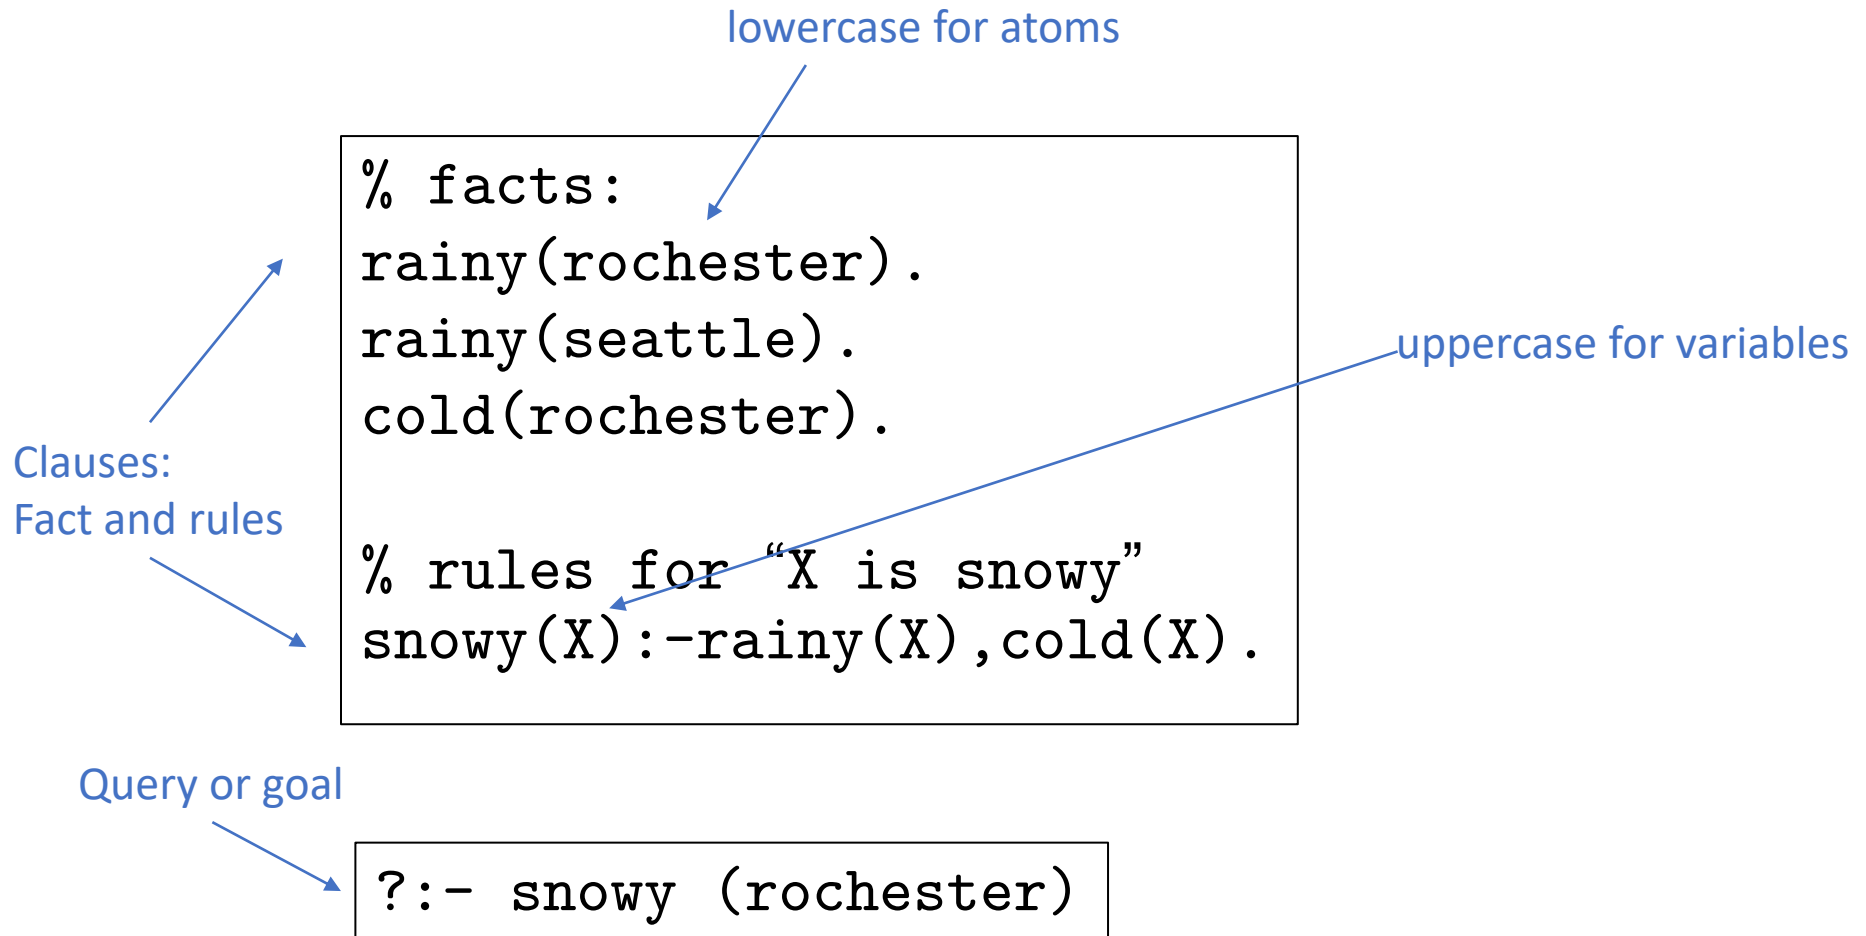 lowercase for atoms
% facts:
rainy(rochester).
rainy(seattle).
cold(rochester).
uppercase for variables
Clauses:
Fact and rules
% rules for “X is snowy”
snowy(X):-rainy(X),cold(X).
Query or goal
?:- snowy (rochester)